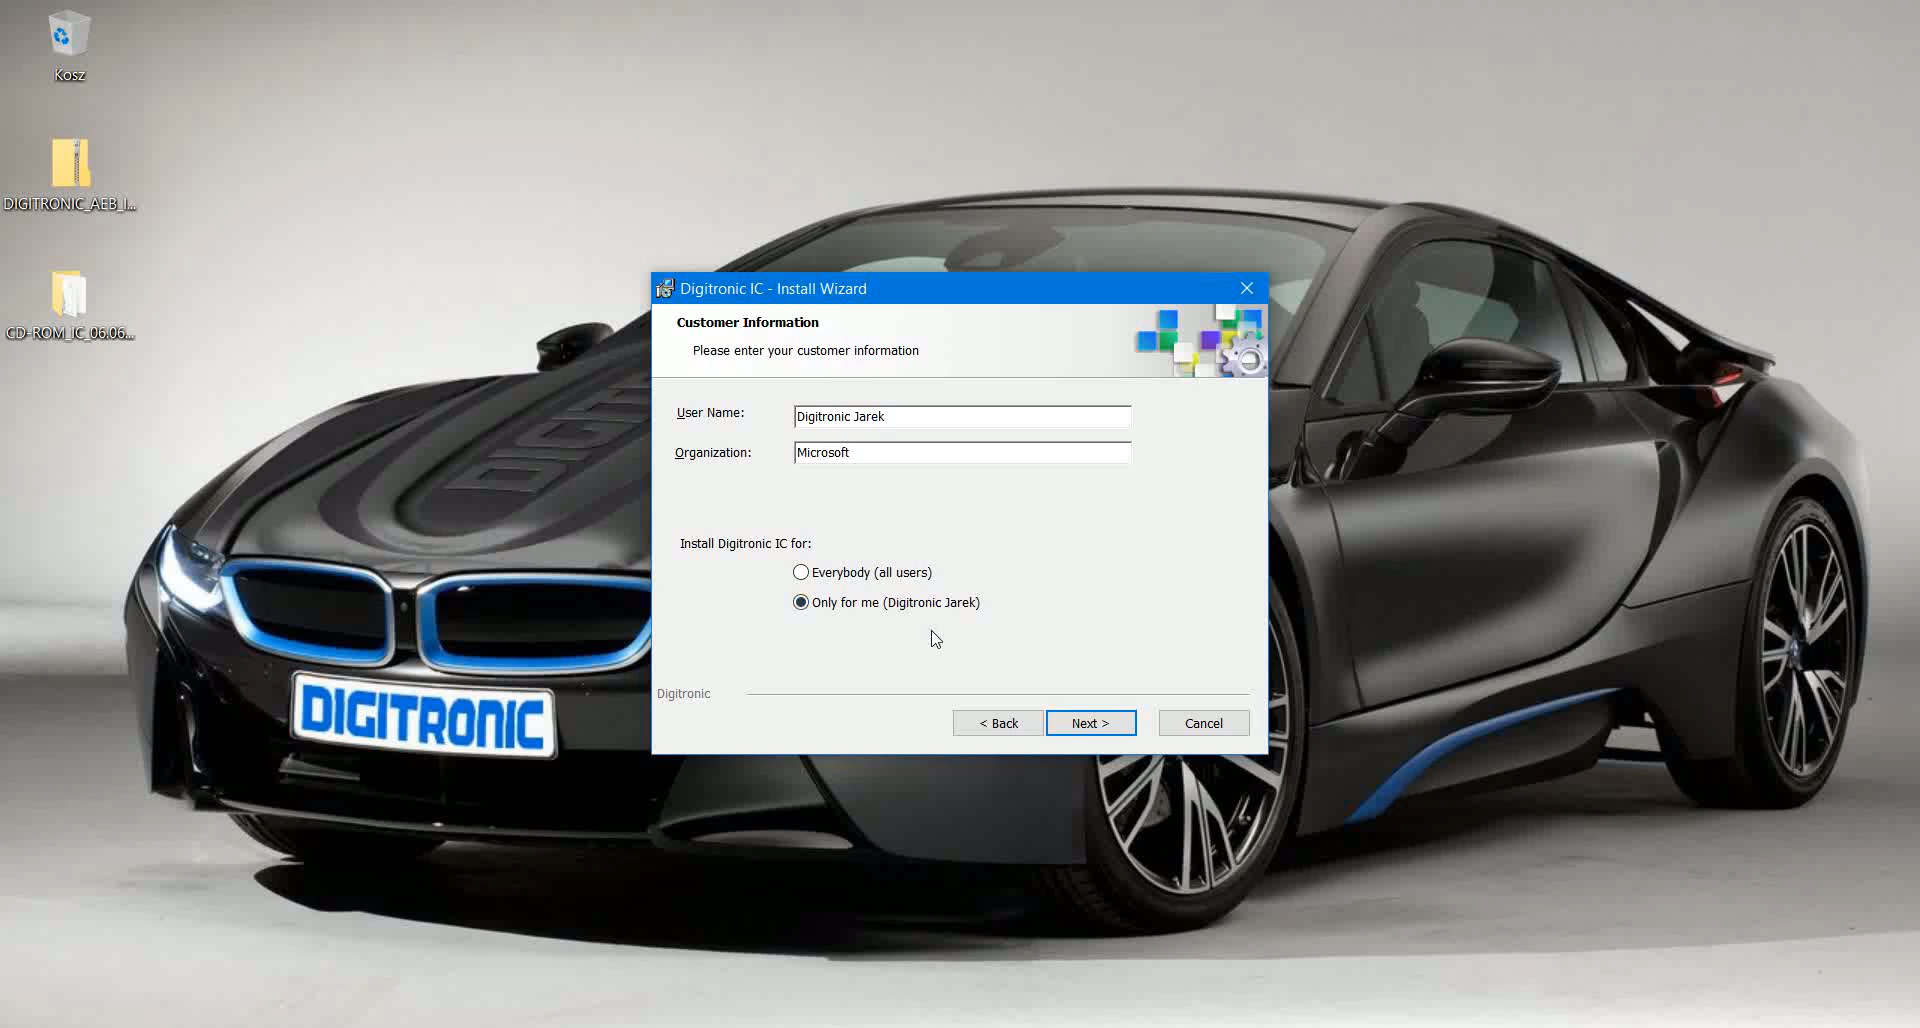 Kosz
DIGITRONIC_AEB_I...
CD-ROM_IC_06.06...
Digitronic IC - Install Wizard
Customer Information
Please enter your customer information
User Name:
Digitronic Jarek
Organization:
Microsoft
Install Digitronic IC for:
Everybody (all users)
Only for me (Digitronic Jarek)
Digitronic
< Back
Next >
Cancel
DIGIT
DIGITRONIC